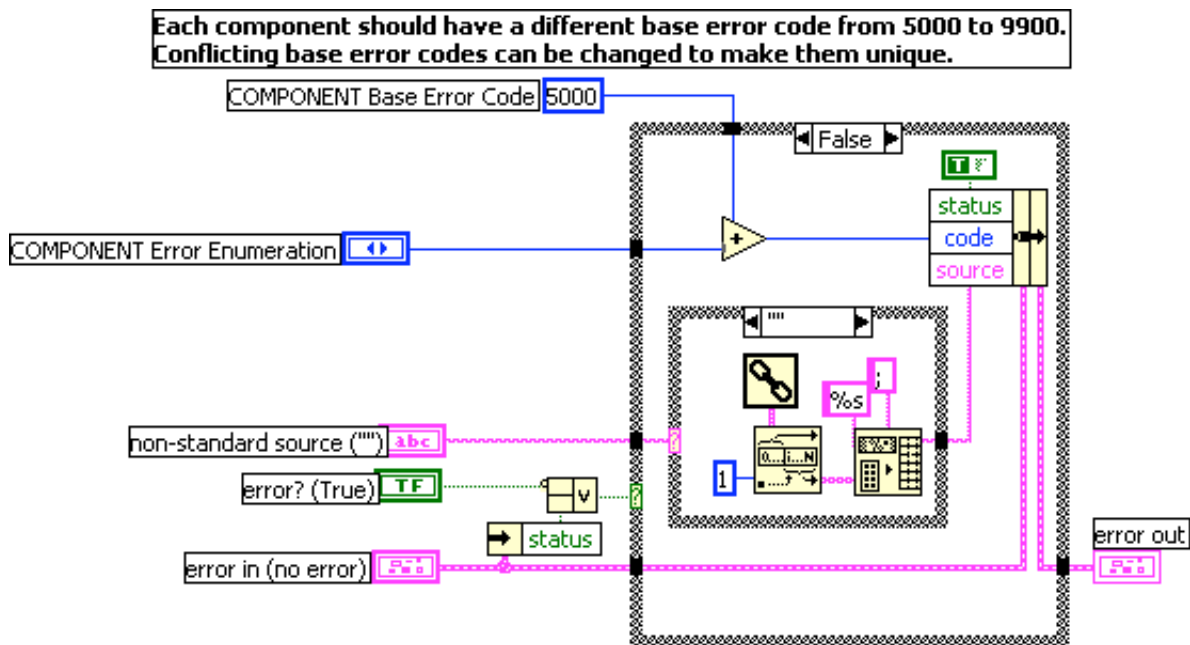 Each component should have a different base error code from 5000 to 9900.
Conflicting base error codes can be changed to make them unique.
COMPONENT Base Error Code 5000
False
T
status
COMPONENT Error Enumeration
+
code
source
""
%s
;
non-standard source ("") abc
?
0...i...N
1
error? (True) TF
V
?
status
error out
error in (no error)